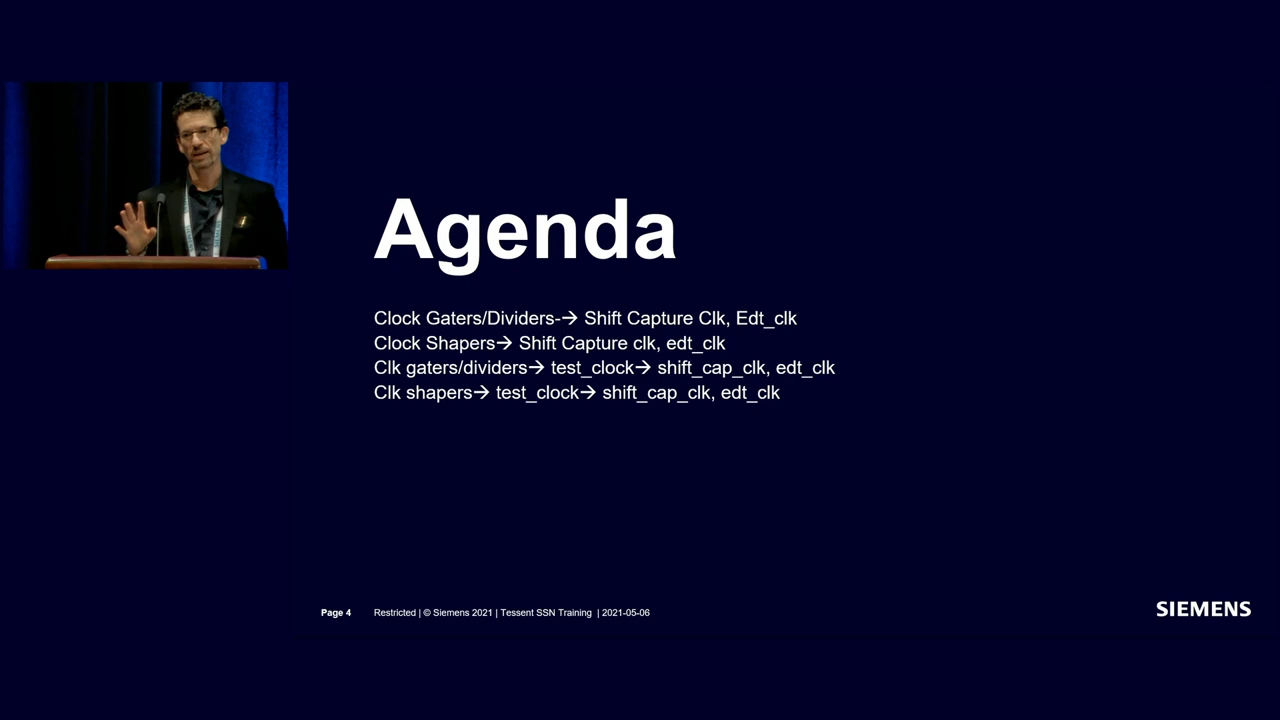 Agenda
Clock Gaters/Dividers-→ Shift Capture Clk, Edt_clk
Clock Shapers→ Shift Capture clk, edt_clk
Clk gaters/dividers→ test_clock→ shift_cap_clk, edt_clk
Clk shapers→ test_clock→ shift_cap_clk, edt_clk
Page 4 Restricted | © Siemens 2021 | Tessent SSN Training | 2021-05-06
SIEMENS